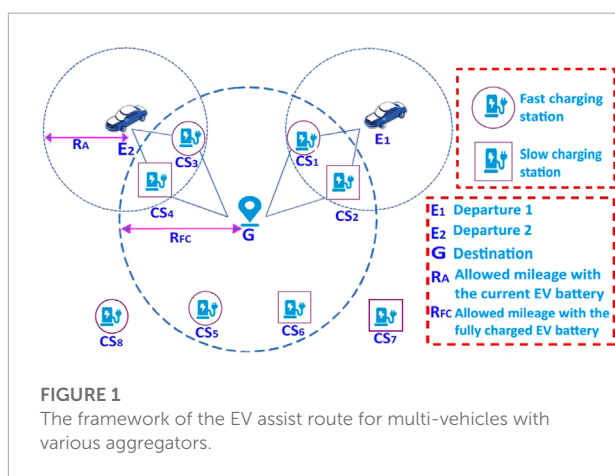 E2
RA
CS3
CS4
CS1
E1
CS2
RFC
G
CS8
CS5
CS6
CS7
Fast charging
station
Slow charging
station
E1 Departure 1
E2 Departure 2
G Destination
RA Allowed mileage with
the current EV battery
RFC Allowed mileage with the
fully charged EV battery
FIGURE 1
The framework of the EV assist route for multi-vehicles with
various aggregators.